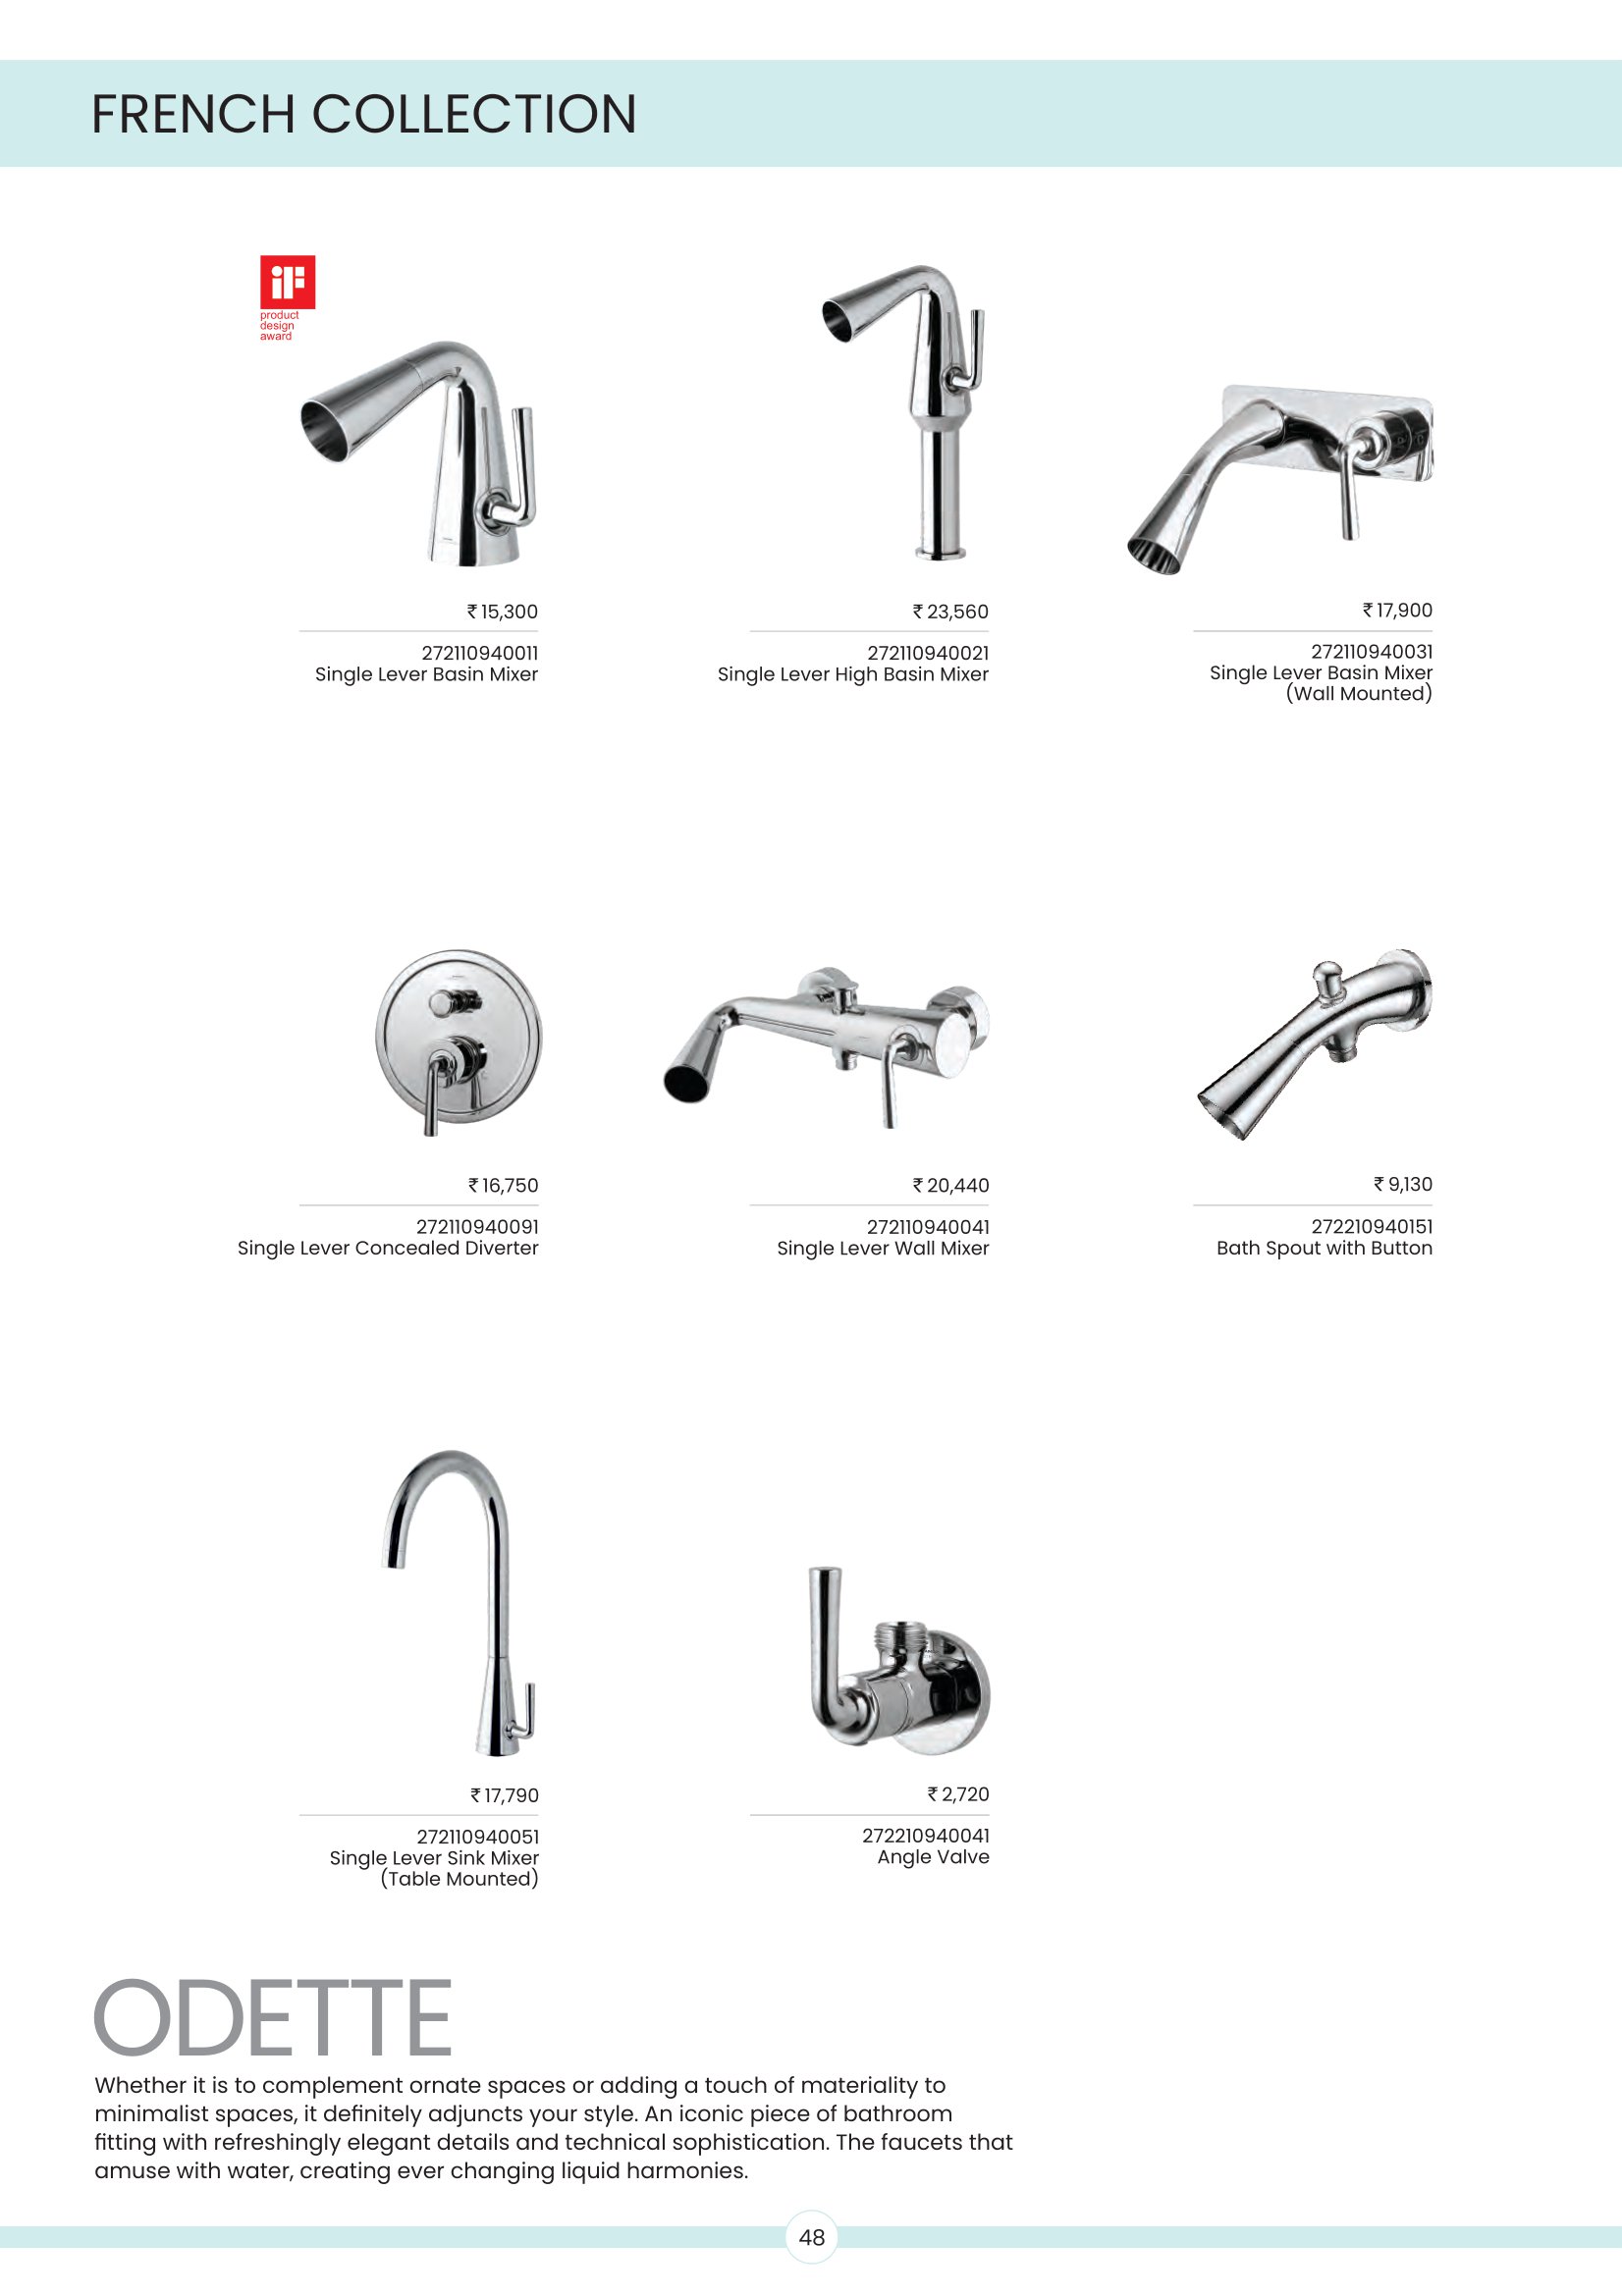 FRENCH COLLECTION
iF
product
design
award
₹ 15,300
272110940011
Single Lever Basin Mixer
₹ 23,560
272110940021
Single Lever High Basin Mixer
₹ 17,900
272110940031
Single Lever Basin Mixer
(Wall Mounted)
₹ 16,750
272110940091
Single Lever Concealed Diverter
₹ 20,440
272110940041
Single Lever Wall Mixer
₹ 9,130
272210940151
Bath Spout with Button
₹ 17,790
272110940051
Single Lever Sink Mixer
(Table Mounted)
₹ 2,720
272210940041
Angle Valve
ODETTE
Whether it is to complement ornate spaces or adding a touch of materiality to
minimalist spaces, it definitely adjuncts your style. An iconic piece of bathroom
fitting with refreshingly elegant details and technical sophistication. The faucets that
amuse with water, creating ever changing liquid harmonies.
48